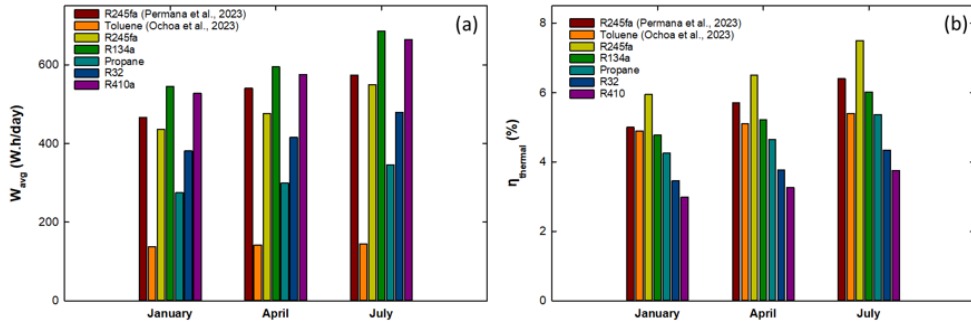 (a)
R245fa (Permana et al., 2023)
Toluene (Ochoa et al., 2023)
R245fa
R134a
Propane
R32
R410a
W_avg (W.h/day)
600
400
200
0
January April July
(b)
R245fa (Permana et al., 2023)
Toluene (Ochoa et al., 2023)
R245fa
R134a
Propane
R32
R410
η_thermal (%)
8
6
4
2
0
January April July